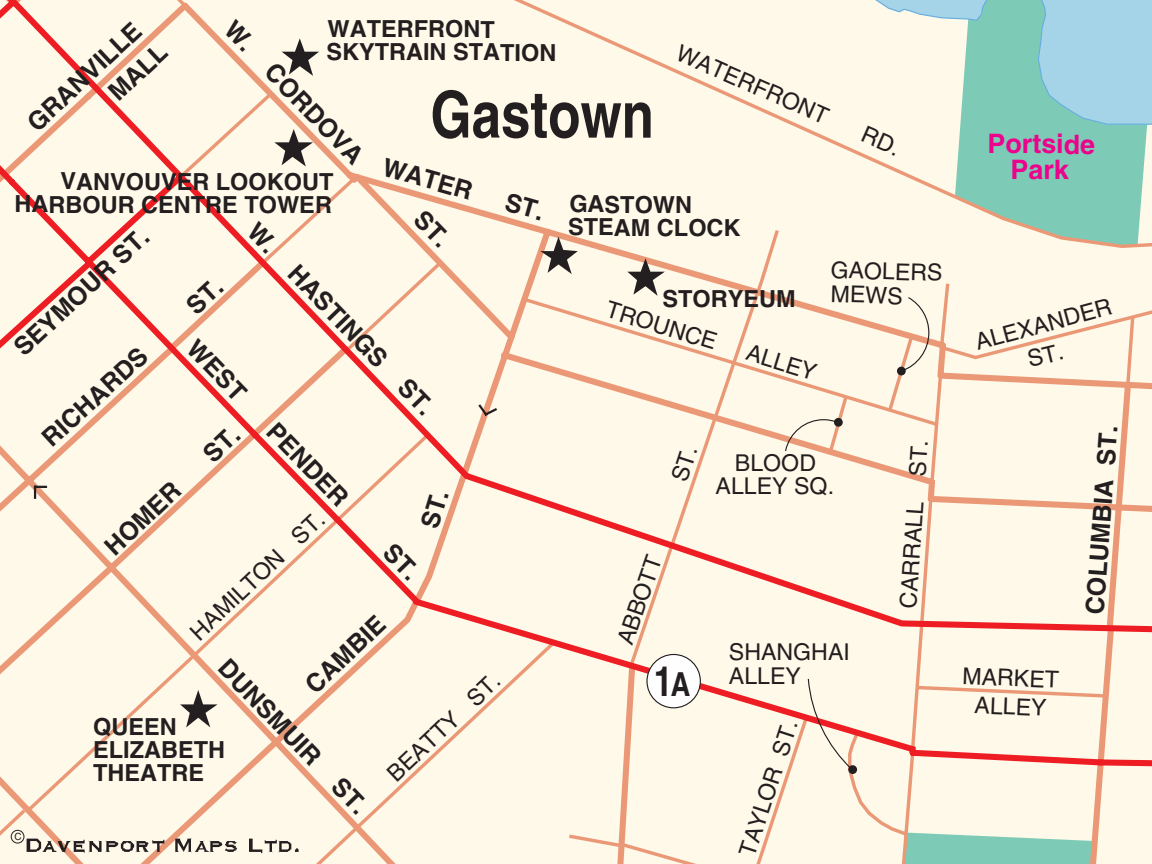 WATERFRONT
SKYTRAIN STATION
GRANVILLE
MALL
W. CORDOVA ST.
Gastown
WATERFRONT RD.
Portside
Park
VANVOUVER LOOKOUT
HARBOUR CENTRE TOWER
WATER ST.
GASTOWN
STEAM CLOCK
STORYEUM
GAOLERS
MEWS
ALEXANDER
ST.
SEYMOUR ST.
W. HASTINGS ST.
TROUNCE ALLEY
RICHARDS ST.
WEST PENDER ST.
HOMER ST.
BLOOD
ALLEY SQ.
HAMILTON ST.
CAMBIE ST.
ABBOTT ST.
CARRALL ST.
COLUMBIA ST.
1A
SHANGHAI
ALLEY
MARKET
ALLEY
DUNSMUIR ST.
BEATTY ST.
TAYLOR ST.
QUEEN
ELIZABETH
THEATRE
©DAVENPORT MAPS LTD.